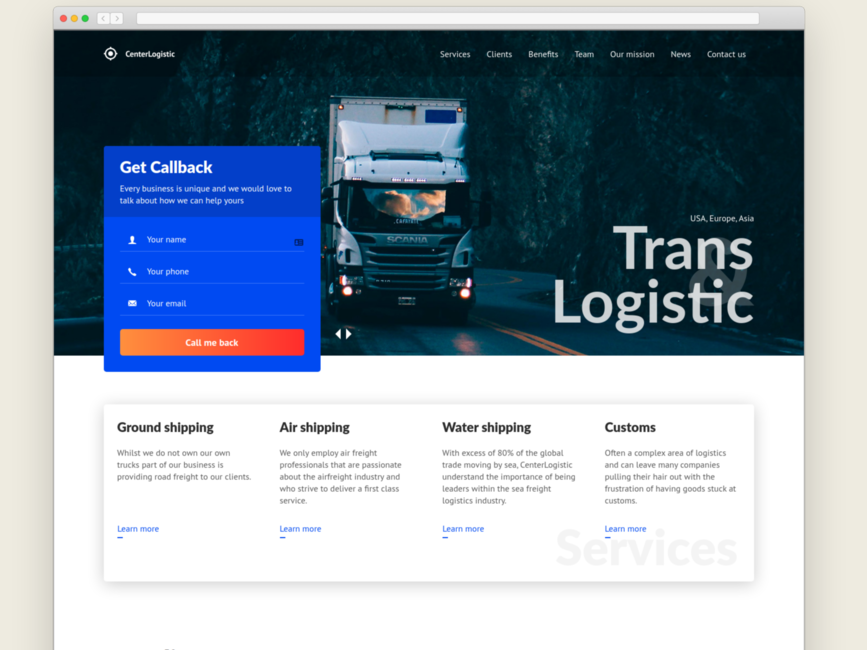 CenterLogistic
Services Clients Benefits Team Our mission News Contact us
Get Callback
Every business is unique and we would love to
talk about how we can help yours
Your name
Your phone
Your email
Call me back
SCANIA
USA, Europe, Asia
Trans
&
Logistic
Ground shipping
Whilst we do not own our own
trucks part of our business is
providing road freight to our clients.
Learn more
Air shipping
We only employ air freight
professionals that are passionate
about the airfreight industry and
who strive to deliver a first class
service.
Learn more
Water shipping
With excess of 80% of the global
trade moving by sea, CenterLogistic
understand the importance of being
leaders within the sea freight
logistics industry.
Learn more
Customs
Often a complex area of logistics
and can leave many companies
pulling their hair out with the
frustration of having goods stuck at
customs.
Learn more
Services